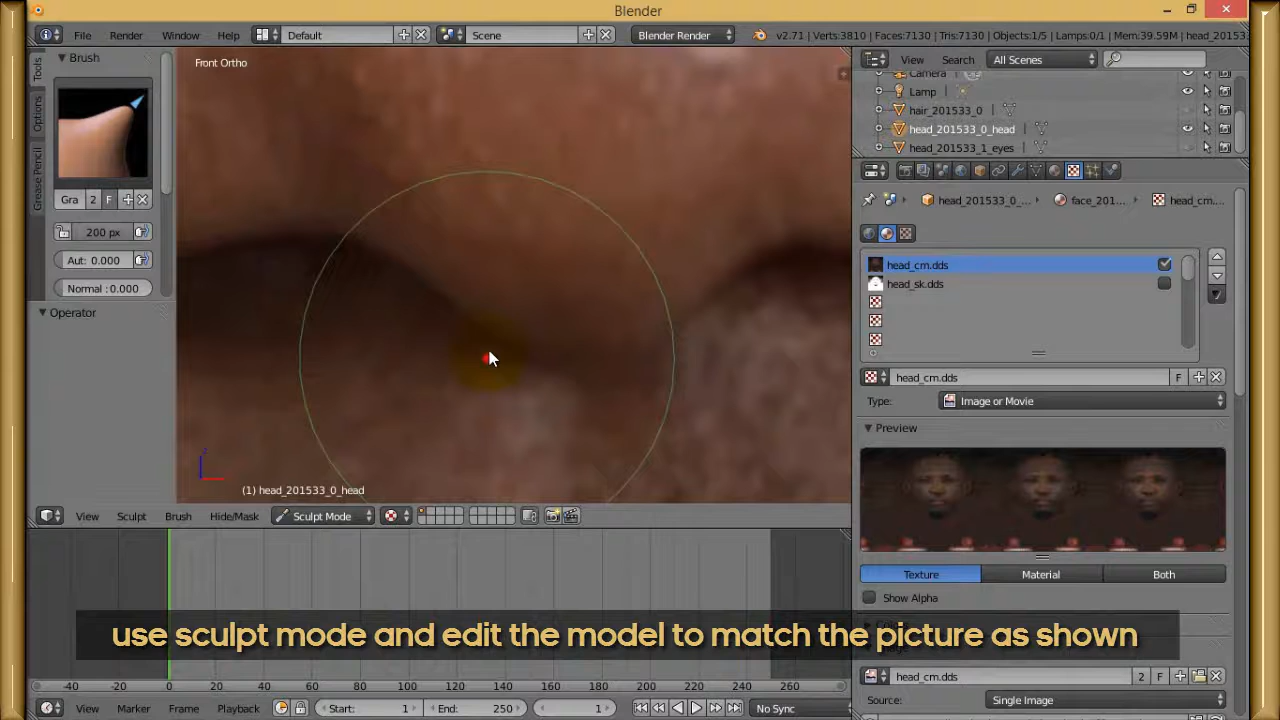 Blender
File Render Window Help Default Scene Blender Render v2.71 | Verts:3810 | Faces:7130 | Tris:7130 | Objects:1/5 | Lamps:0/1 | Mem:39.59M | head_20153
Brush
Front Ortho
View Search All Scenes
Camera
Lamp
hair_201533_0
head_201533_0_head
head_201533_1_eyes
Tools
Options
Grease Pencil
Gra 2 F
200 px
Aut: 0.000
Normal : 0.000
Operator
head_201533_0_... face_201... head_cm....
head_cm.dds
head_sk.dds
head_cm.dds F
Type: Image or Movie
Preview
Texture Material Both
Show Alpha
(1) head_201533_0_head
View Sculpt Brush Hide/Mask Sculpt Mode
use sculpt mode and edit the model to match the picture as shown
head_cm.dds 2 F
Source: Single Image
-40 -20 0 20 40 60 80 100 120 140 160 180 200 220 240 260
View Marker Frame Playback Start: 1 End: 250 1 No Sync